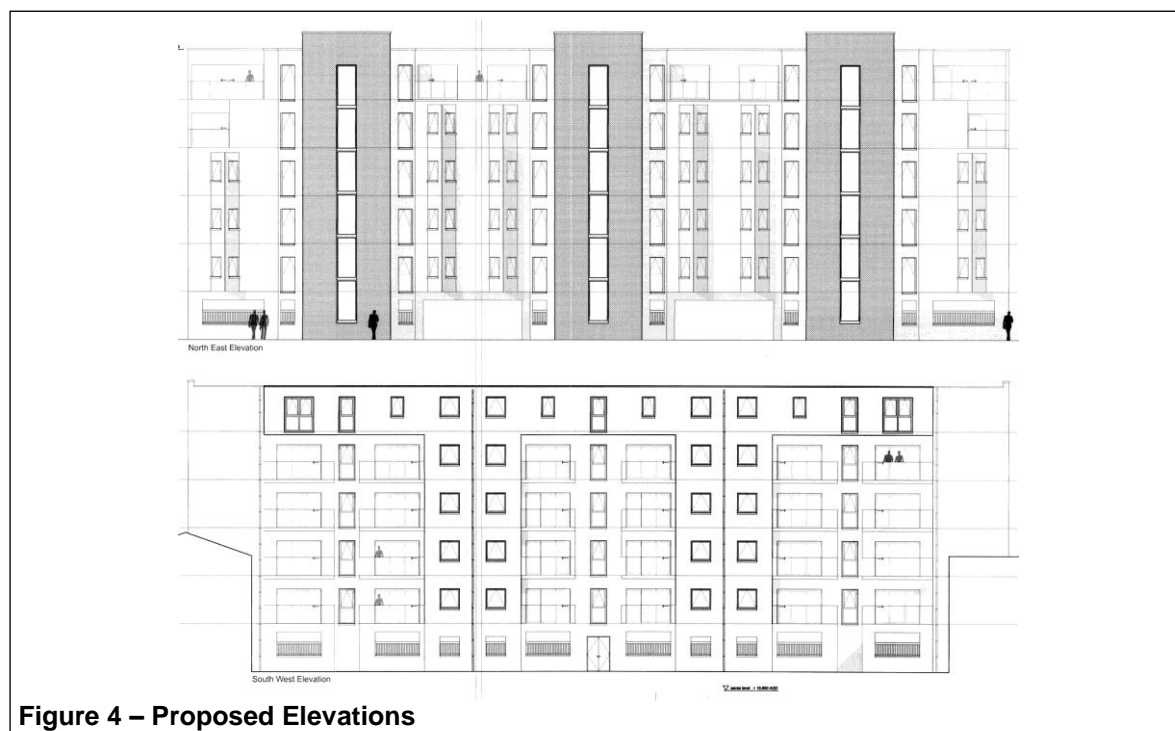 North East Elevation
South West Elevation
Figure 4 – Proposed Elevations